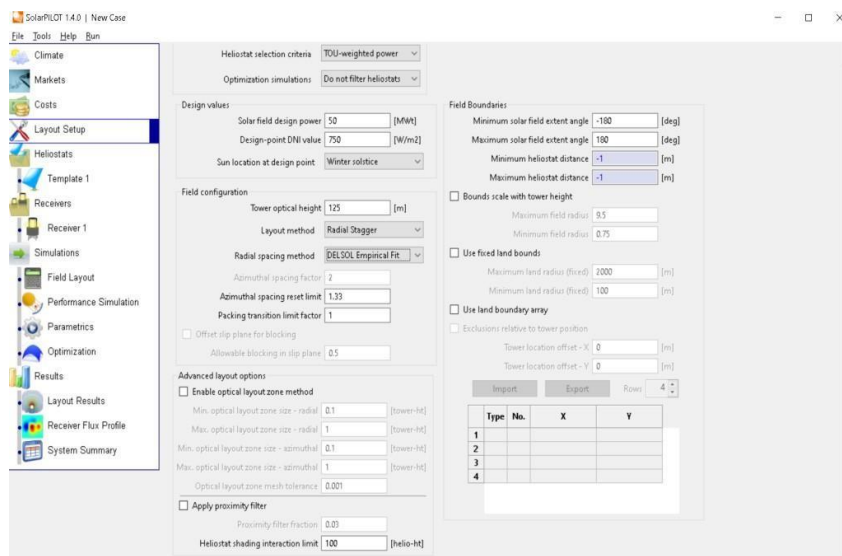 SolarPILOT 1.4.0 | New Case
File Tools Help Run
Climate
Markets
Costs
Layout Setup
Heliostats
Template 1
Receivers
Receiver 1
Simulations
Field Layout
Performance Simulation
Parametrics
Optimization
Results
Layout Results
Receiver Flux Profile
System Summary
Heliostat selection criteria TOU-weighted power
Optimization simulations Do not filter heliostats
Design values
Solar field design power 50 [MWt]
Design-point DNI value 750 [W/m2]
Sun location at design point Winter solstice
Field configuration
Tower optical height 125 [m]
Layout method Radial Stagger
Radial spacing method DELSOL Empirical Fit
Azimuthal spacing factor 2
Azimuthal spacing reset limit 1.33
Packing transition limit factor 1
Offset slip plane for blocking
Allowable blocking in slip plane 0.5
Advanced layout options
Enable optical layout zone method
Min. optical layout zone size - radial 0.1 [tower-ht]
Max. optical layout zone size - radial 1 [tower-ht]
Min. optical layout zone size - azimuthal 0.1 [tower-ht]
Max. optical layout zone size - azimuthal 1 [tower-ht]
Optical layout zone mesh tolerance 0.001
Apply proximity filter
Proximity filter fraction 0.03
Heliostat shading interaction limit 100 [helio-ht]
Field Boundaries
Minimum solar field extent angle -180 [deg]
Maximum solar field extent angle 180 [deg]
Minimum heliostat distance -1 [m]
Maximum heliostat distance -1 [m]
Bounds scale with tower height
Maximum field radius 9.5
Minimum field radius 0.75
Use fixed land bounds
Maximum land radius (fixed) 2000 [m]
Minimum land radius (fixed) 100 [m]
Use land boundary array
Exclusions relative to tower position
Tower location offset - X 0 [m]
Tower location offset - Y 0 [m]
Import Export Rows 4
Type No. X Y
1
2
3
4